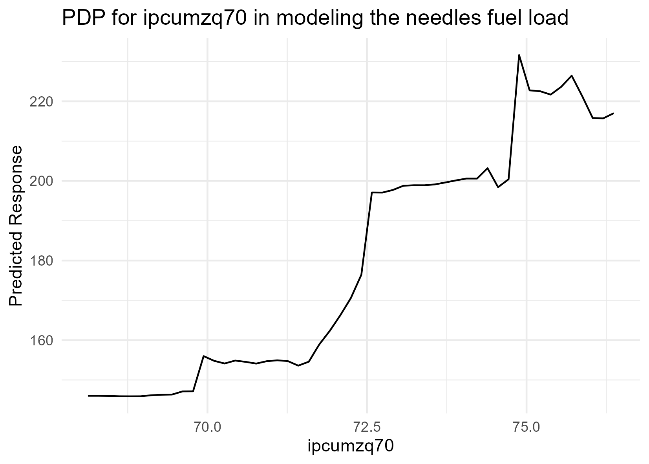 PDP for ipcumzq70 in modeling the needles fuel load
Predicted Response
220
200
180
160
70.0 72.5 75.0
ipcumzq70